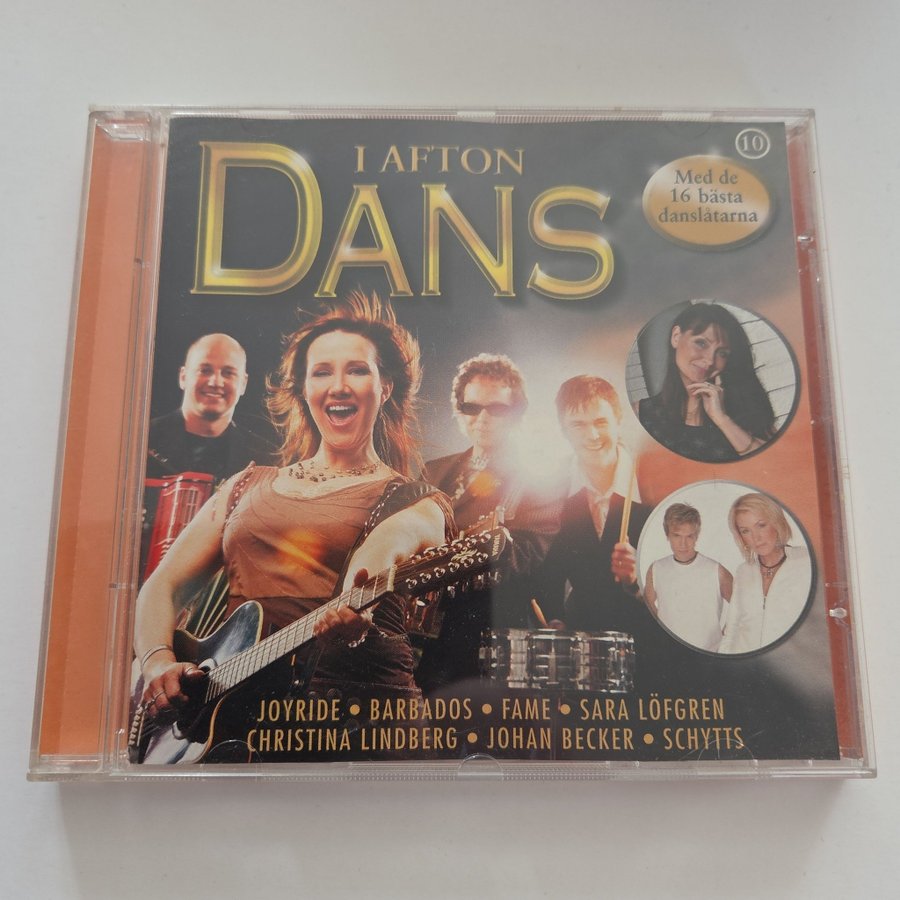 I AFTON
DANS
10
Med de
16 bästa
danslåtarna
JOYRIDE • BARBADOS • FAME • SARA LÖFGREN
CHRISTINA LINDBERG • JOHAN BECKER • SCHYTTS